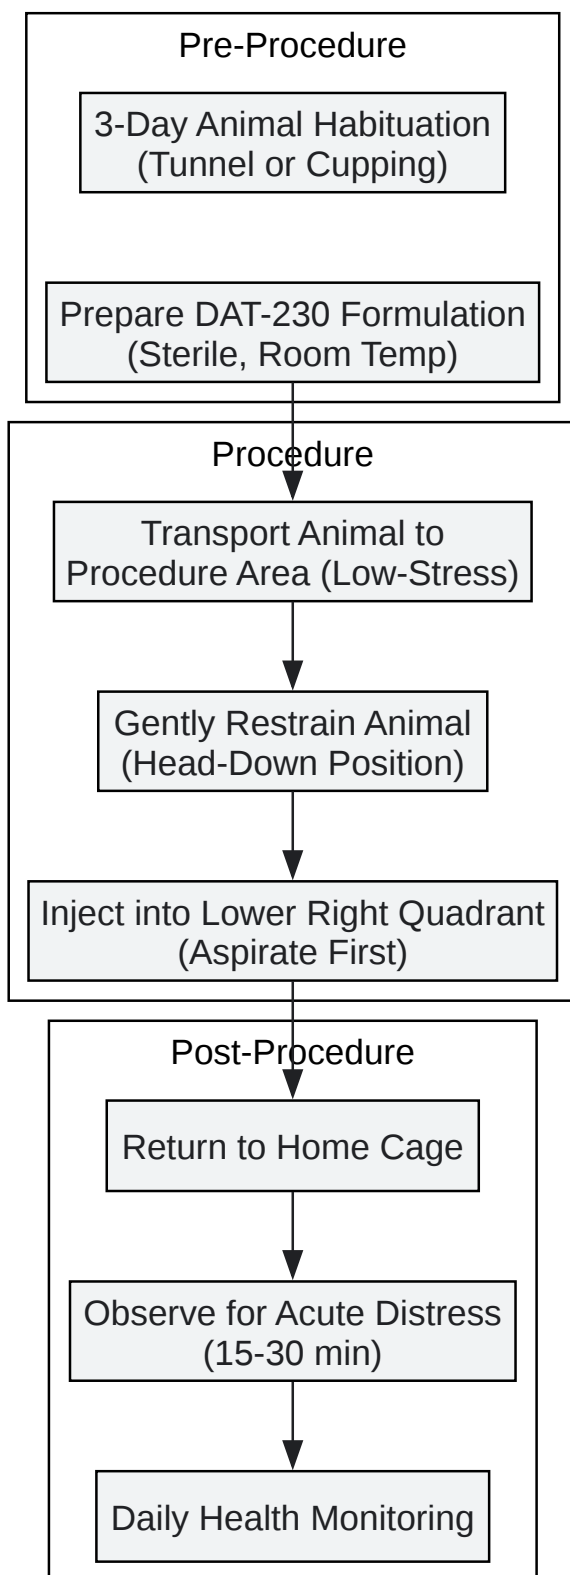 Pre-Procedure
3-Day Animal Habituation
(Tunnel or Cupping)
Prepare DAT-230 Formulation
(Sterile, Room Temp)
Procedure
Transport Animal to
Procedure Area (Low-Stress)
Gently Restrain Animal
(Head-Down Position)
Inject into Lower Right Quadrant
(Aspirate First)
Post-Procedure
Return to Home Cage
Observe for Acute Distress
(15-30 min)
Daily Health Monitoring